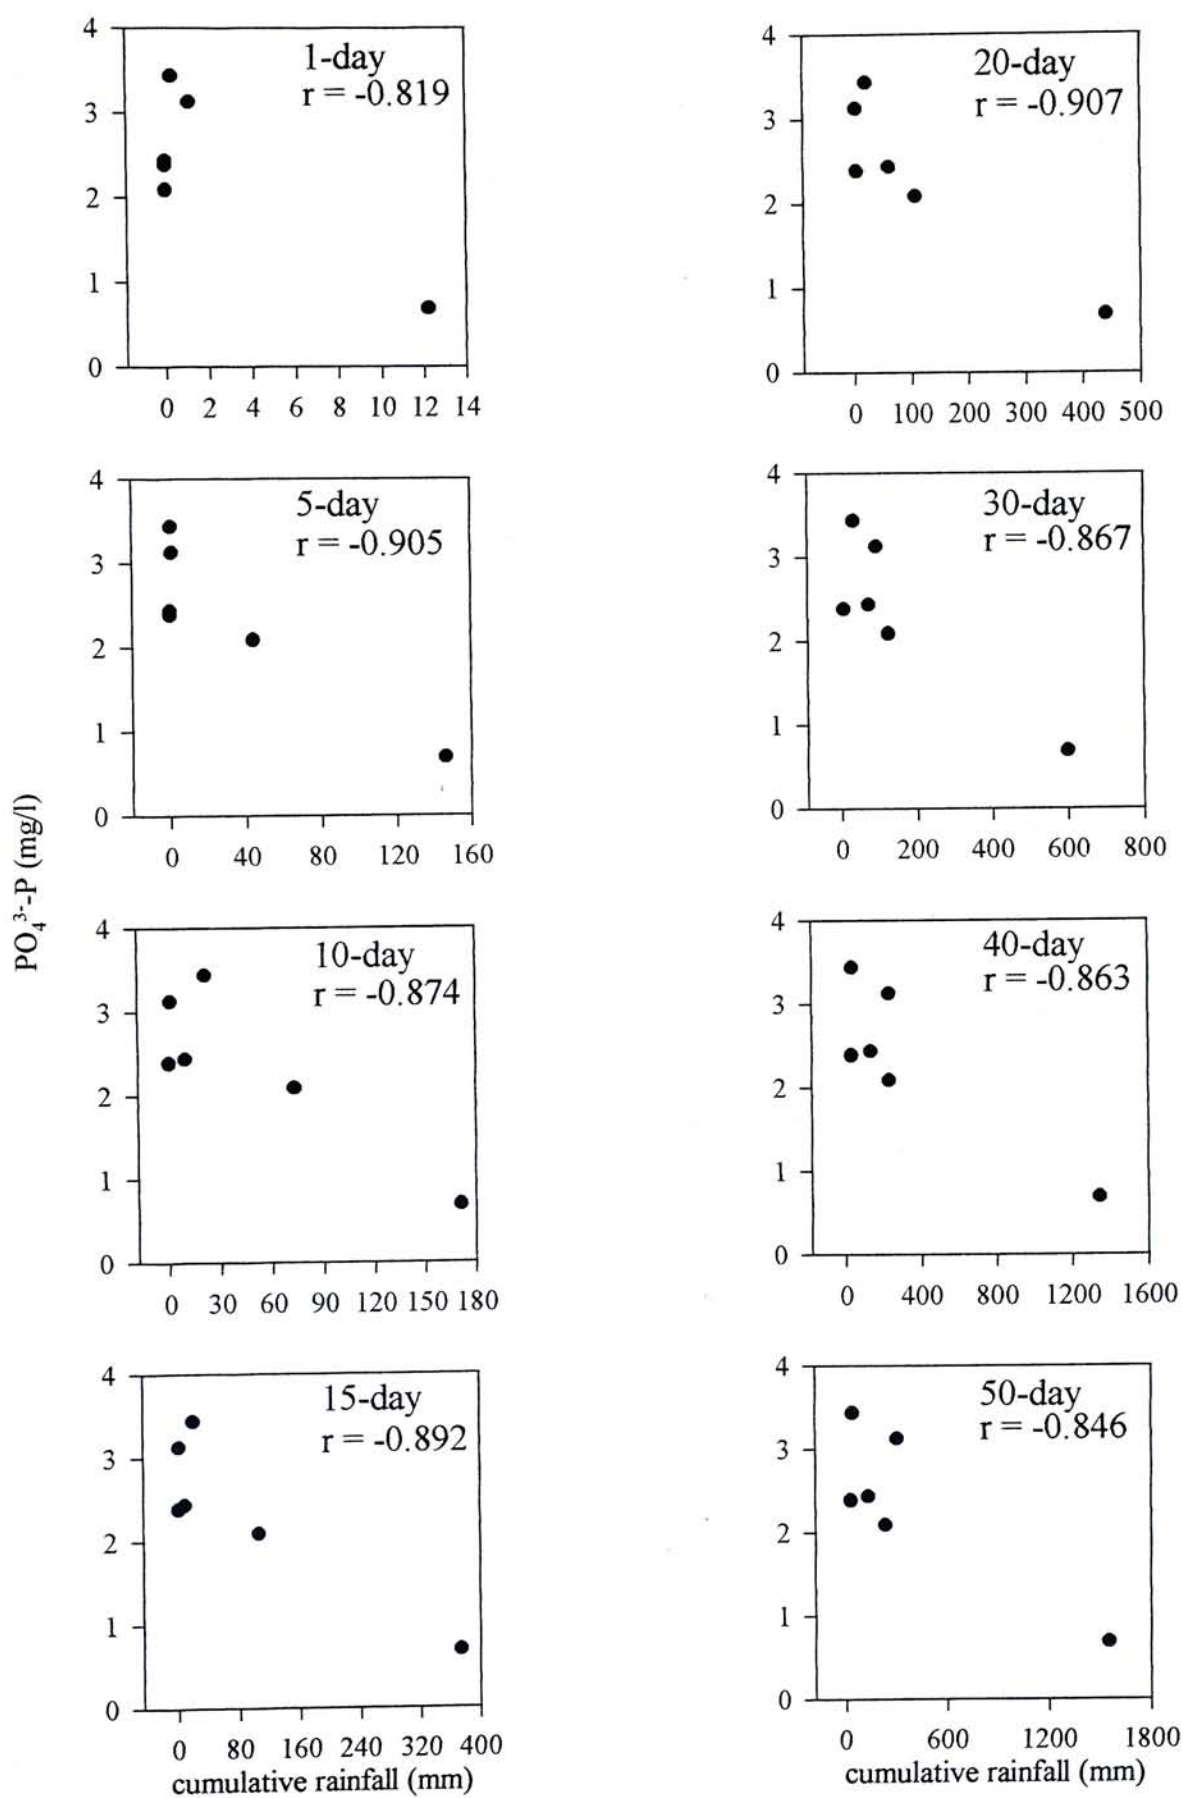 PO₄³⁻-P (mg/l)
1-day
r = -0.819
4
3
2
1
0
0 2 4 6 8 10 12 14
20-day
r = -0.907
4
3
2
1
0
0 100 200 300 400 500
5-day
r = -0.905
4
3
2
1
0
0 40 80 120 160
30-day
r = -0.867
4
3
2
1
0
0 200 400 600 800
10-day
r = -0.874
4
3
2
1
0
0 30 60 90 120 150 180
40-day
r = -0.863
4
3
2
1
0
0 400 800 1200 1600
15-day
r = -0.892
4
3
2
1
0
0 80 160 240 320 400
cumulative rainfall (mm)
50-day
r = -0.846
4
3
2
1
0
0 600 1200 1800
cumulative rainfall (mm)